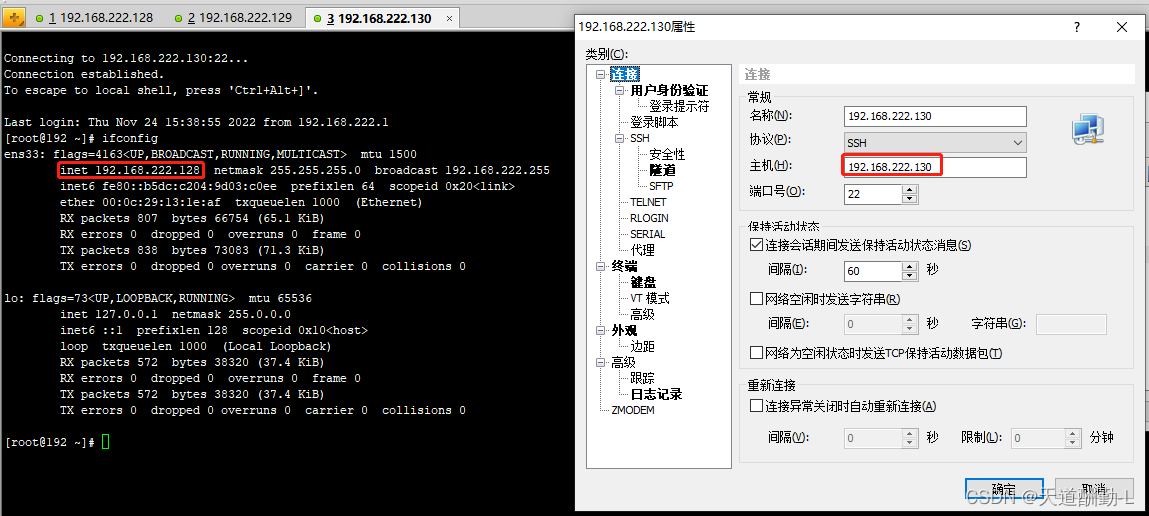 1 192.168.222.128
2 192.168.222.129
3 192.168.222.130 ×
Connecting to 192.168.222.130:22...
Connection established.
To escape to local shell, press 'Ctrl+Alt+]'.
Last login: Thu Nov 24 15:38:55 2022 from 192.168.222.1
[root@192 ~]# ifconfig
ens33: flags=4163<UP,BROADCAST,RUNNING,MULTICAST>  mtu 1500
inet 192.168.222.128  netmask 255.255.255.0  broadcast 192.168.222.255
inet6 fe80::b5dc:c204:9d03:c0ee  prefixlen 64  scopeid 0x20<link>
ether 00:0c:29:13:1e:af  txqueuelen 1000  (Ethernet)
RX packets 807  bytes 66754 (65.1 KiB)
RX errors 0  dropped 0  overruns 0  frame 0
TX packets 838  bytes 73083 (71.3 KiB)
TX errors 0  dropped 0 overruns 0  carrier 0  collisions 0
lo: flags=73<UP,LOOPBACK,RUNNING>  mtu 65536
inet 127.0.0.1  netmask 255.0.0.0
inet6 ::1  prefixlen 128  scopeid 0x10<host>
loop  txqueuelen 1000  (Local Loopback)
RX packets 572  bytes 38320 (37.4 KiB)
RX errors 0  dropped 0  overruns 0  frame 0
TX packets 572  bytes 38320 (37.4 KiB)
TX errors 0  dropped 0 overruns 0  carrier 0  collisions 0
[root@192 ~]#
192.168.222.130属性
类别(C):
连接
用户身份验证
登录提示符
登录脚本
SSH
安全性
隧道
SFTP
TELNET
RLOGIN
SERIAL
代理
终端
键盘
VT 模式
高级
外观
边距
高级
跟踪
日志记录
ZMODEM
连接
常规
名称(N): 192.168.222.130
协议(P): SSH
主机(H): 192.168.222.130
端口号(O): 22
保持活动状态
连接会话期间发送保持活动状态消息(S)
间隔(I): 60 秒
网络空闲时发送字符串(R)
间隔(E): 0 秒 字符串(G):
网络为空闲状态时发送TCP保持活动数据包(T)
重新连接
连接异常关闭时自动重新连接(A)
间隔(V): 0 秒 限制(L): 0 分钟
确定 取消
CSDN @天道酬勤-L